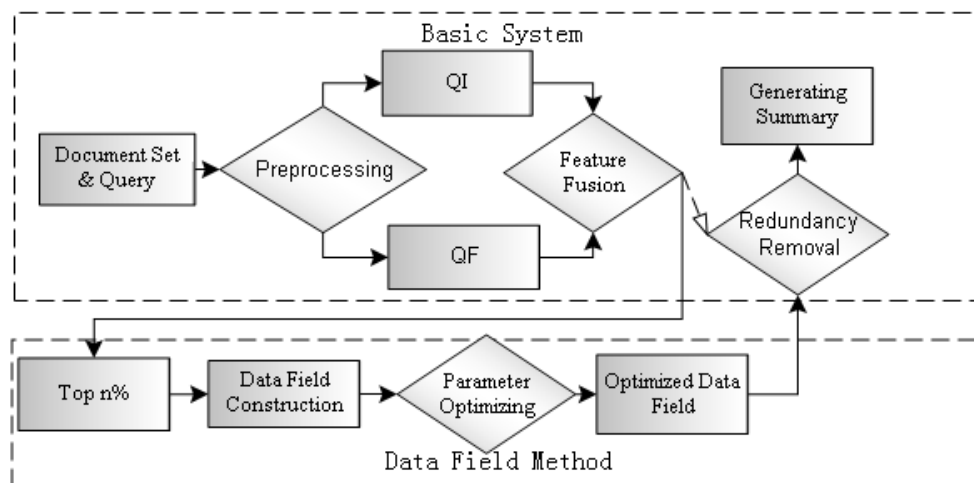 Basic System
QI
Generating
Summary
Document Set
& Query
Preprocessing
Feature
Fusion
Redundancy
Removal
QF
Top n%
Data Field
Construction
Parameter
Optimizing
Optimized Data
Field
Data Field Method